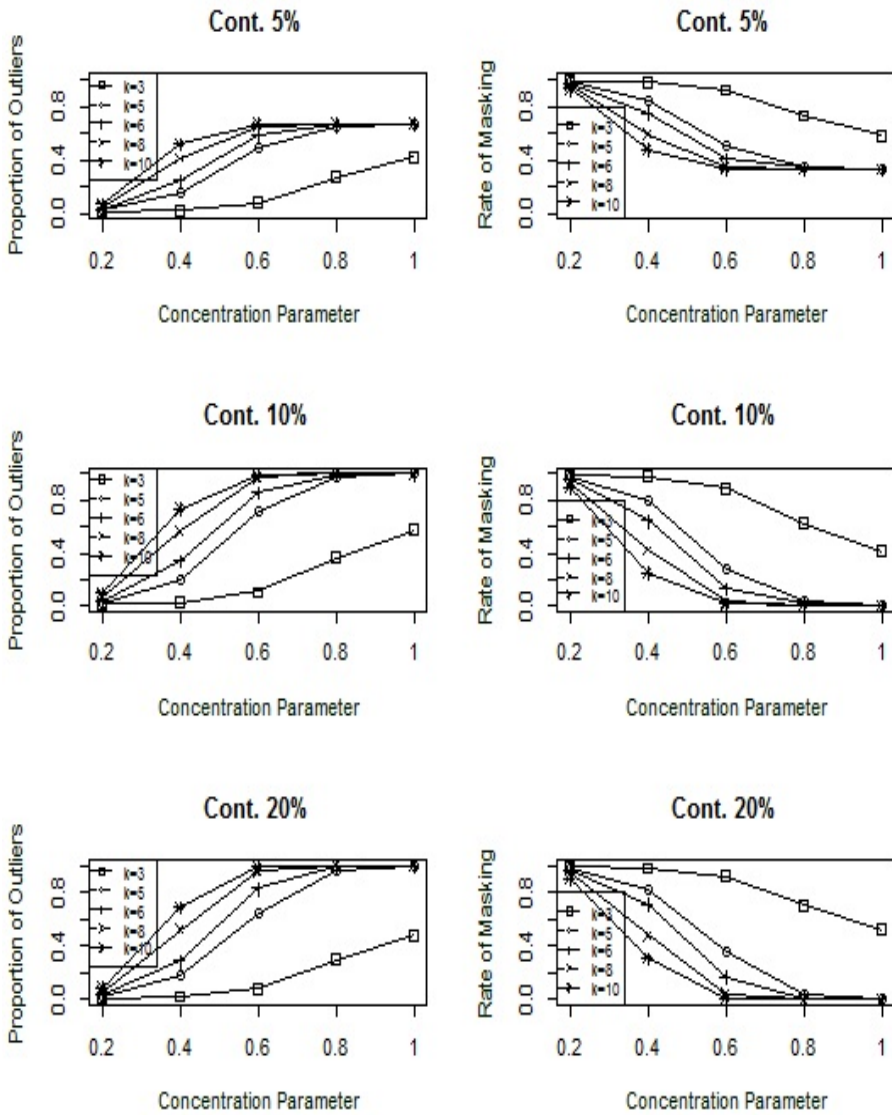 Cont. 5%
Proportion of Outliers
0.0 0.4 0.8
k=3
k=5
k=6
k=8
k=10
0.2 0.4 0.6 0.8 1
Concentration Parameter
Cont. 5%
Rate of Masking
0.0 0.4 0.8
k=3
k=5
k=6
k=8
k=10
0.2 0.4 0.6 0.8 1
Concentration Parameter
Cont. 10%
Proportion of Outliers
0.0 0.4 0.8
k=3
k=5
k=6
k=8
k=10
0.2 0.4 0.6 0.8 1
Concentration Parameter
Cont. 10%
Rate of Masking
0.0 0.4 0.8
k=3
k=5
k=6
k=8
k=10
0.2 0.4 0.6 0.8 1
Concentration Parameter
Cont. 20%
Proportion of Outliers
0.0 0.4 0.8
k=3
k=5
k=6
k=8
k=10
0.2 0.4 0.6 0.8 1
Concentration Parameter
Cont. 20%
Rate of Masking
0.0 0.4 0.8
k=3
k=5
k=6
k=8
k=10
0.2 0.4 0.6 0.8 1
Concentration Parameter